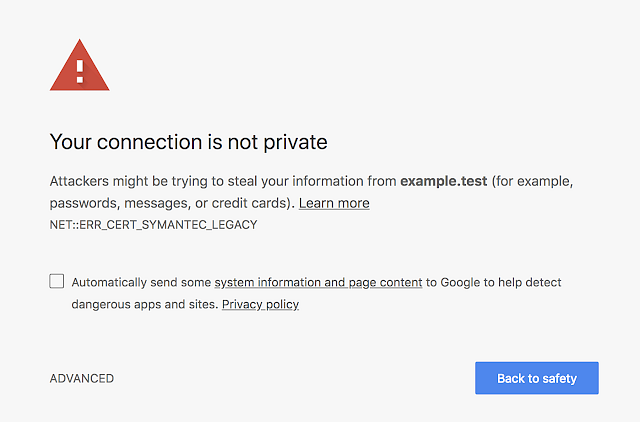 Your connection is not private
Attackers might be trying to steal your information from example.test (for example,
passwords, messages, or credit cards). Learn more
NET::ERR_CERT_SYMANTEC_LEGACY
Automatically send some system information and page content to Google to help detect
dangerous apps and sites. Privacy policy
ADVANCED
Back to safety